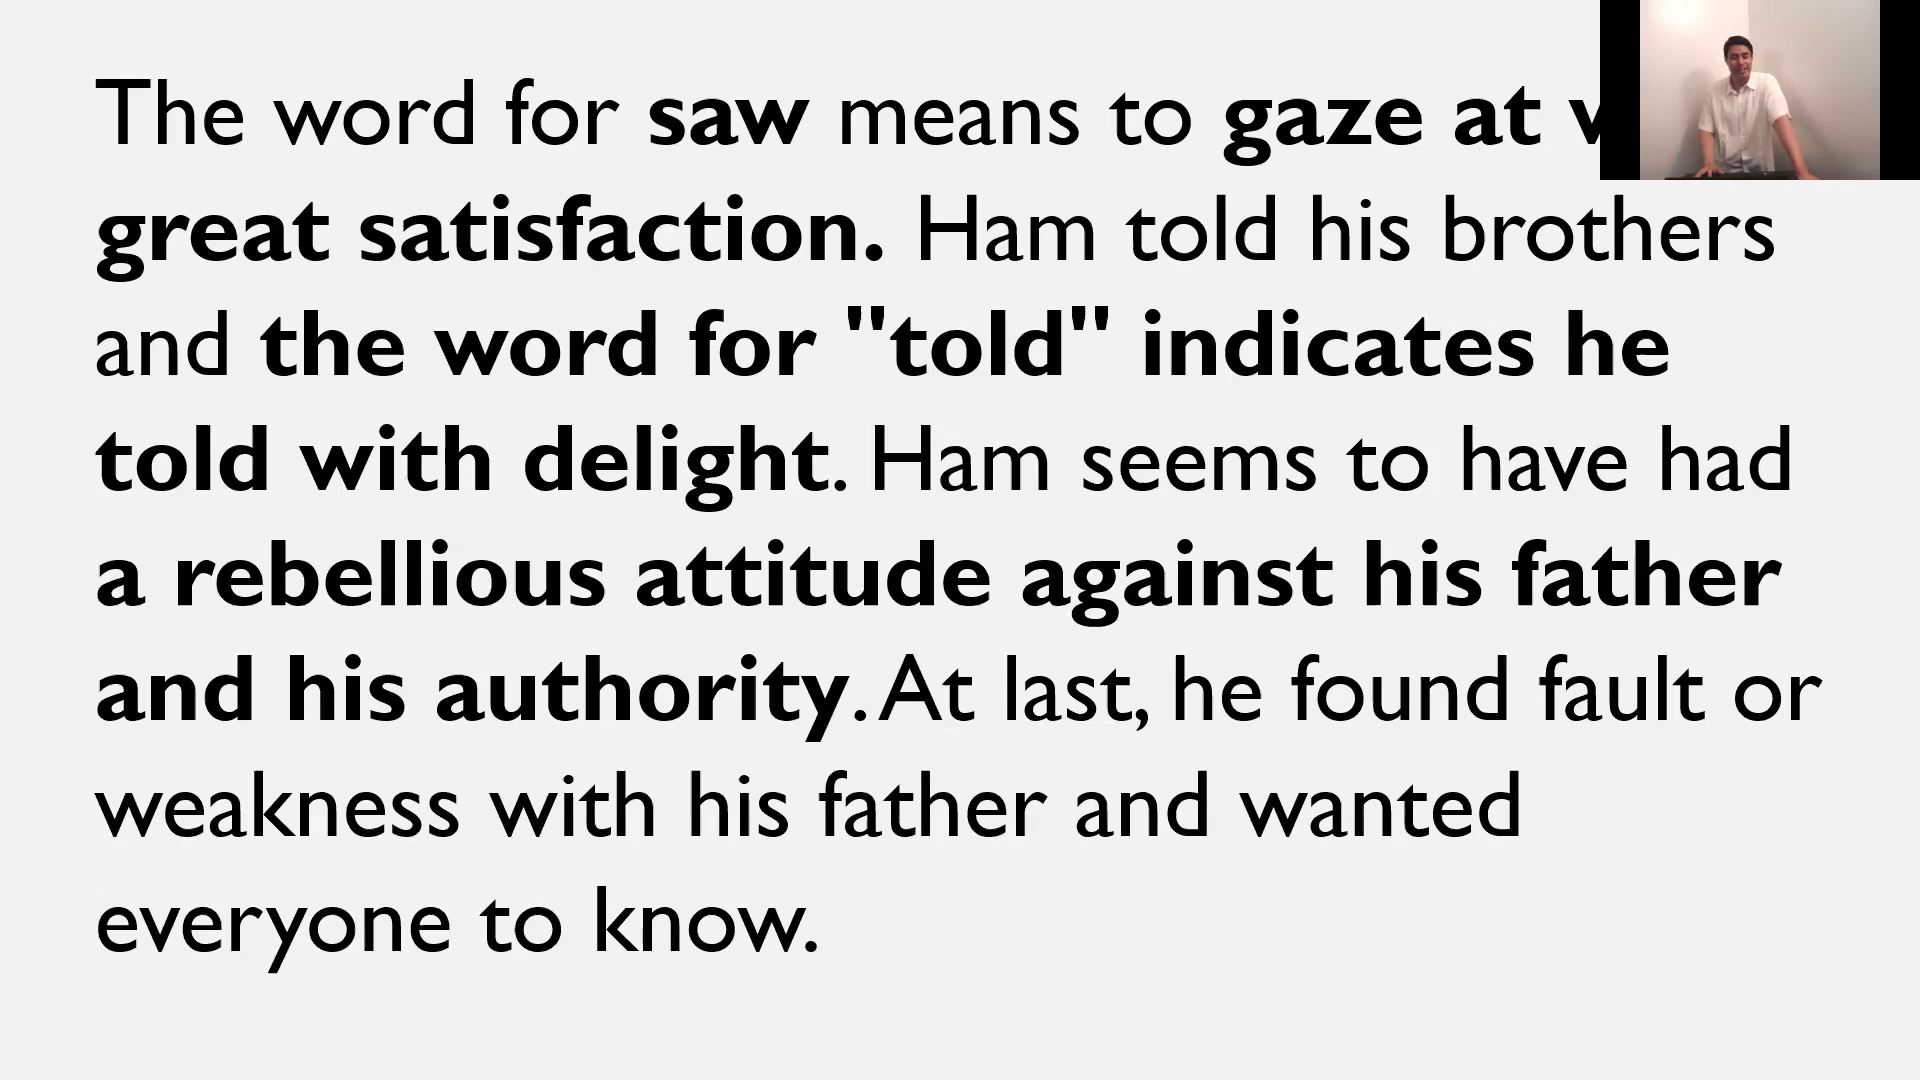 The word for saw means to gaze at
great satisfaction. Ham told his brothers
and the word for "told" indicates he
told with delight. Ham seems to have had
a rebellious attitude against his father
and his authority. At last, he found fault or
weakness with his father and wanted
everyone to know.